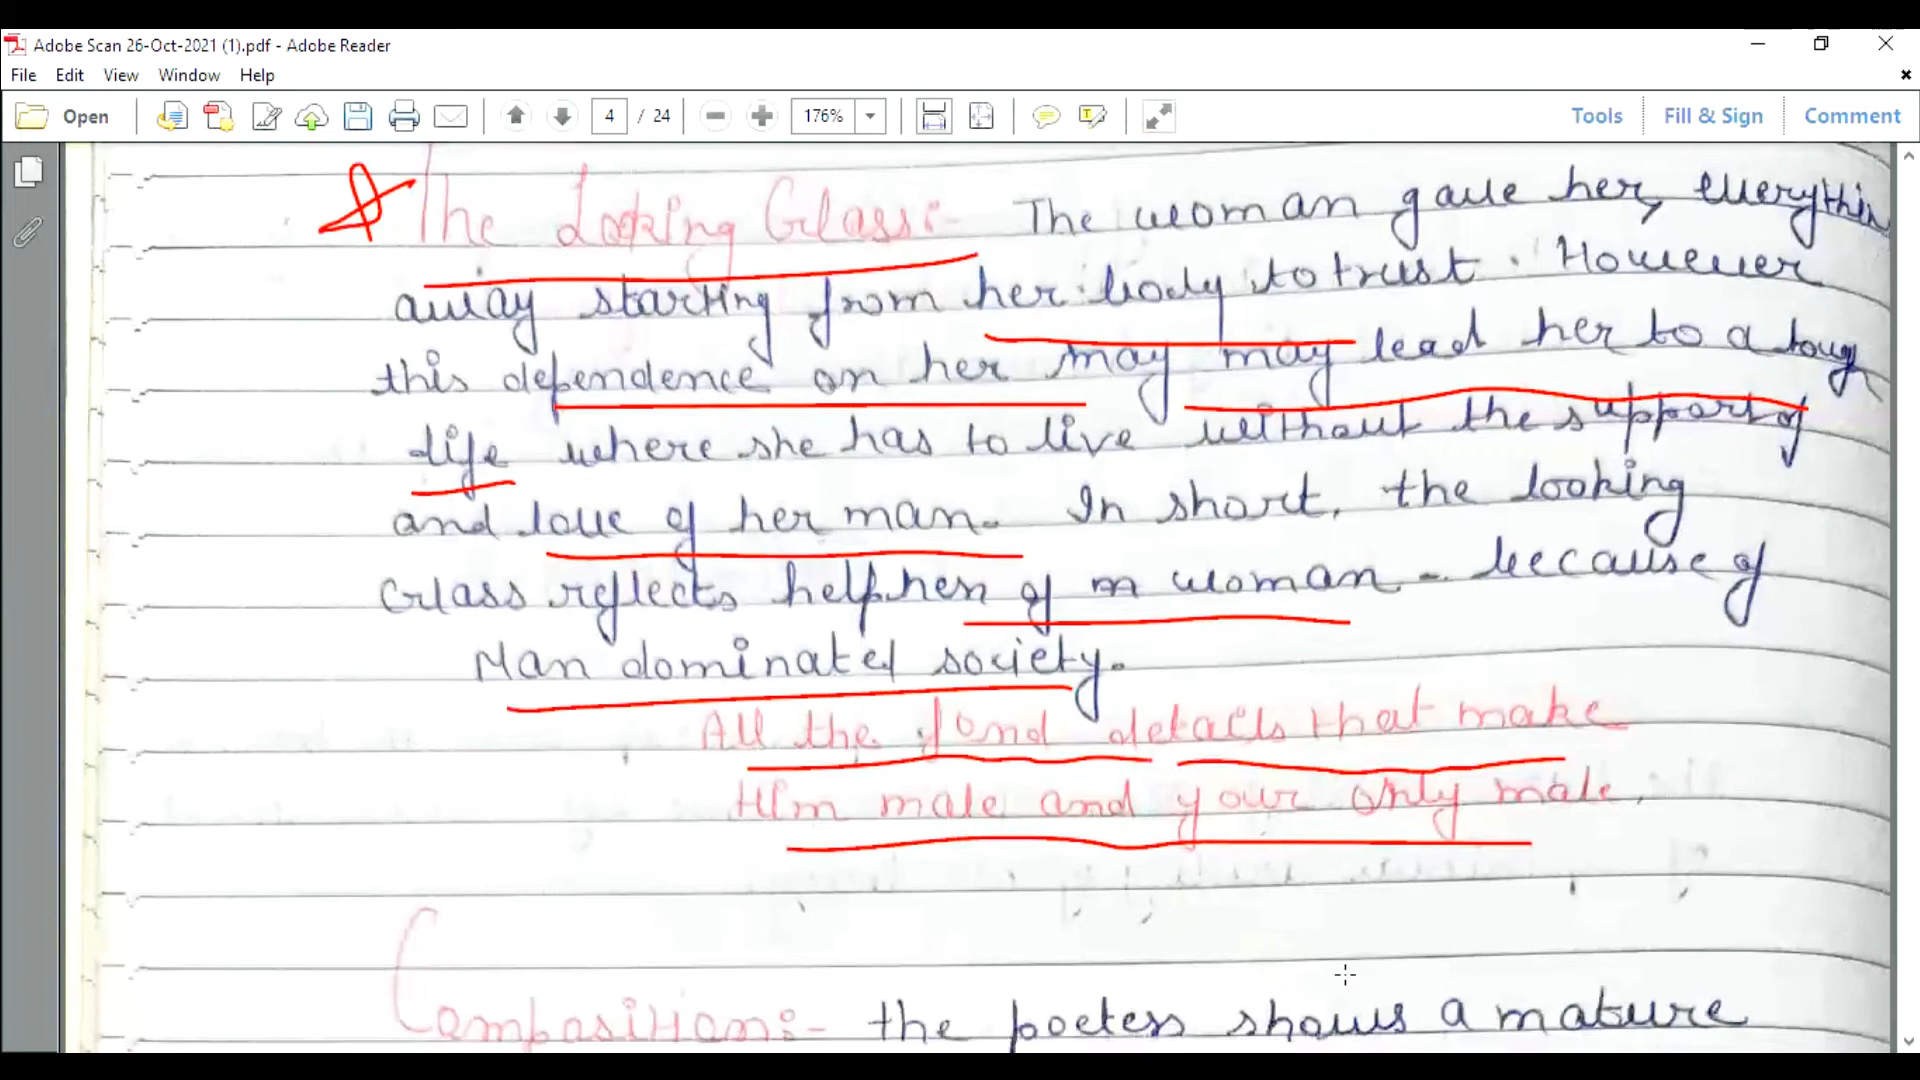 Adobe Scan 26-Oct-2021 (1).pdf - Adobe Reader
File Edit View Window Help
Open 4 / 24 176% Tools Fill & Sign Comment
The Looking Glass:- The woman gave her, everythin
away starting from her body to trust. However
this dependence on her may may lead her to a toug
life where she has to live without the support of
and love of her man. In short, the looking
Glass reflects of woman - because of
Man dominated society.
All the fond details that make
Him male and your only male,
Compasition:- the poetess shows a mature